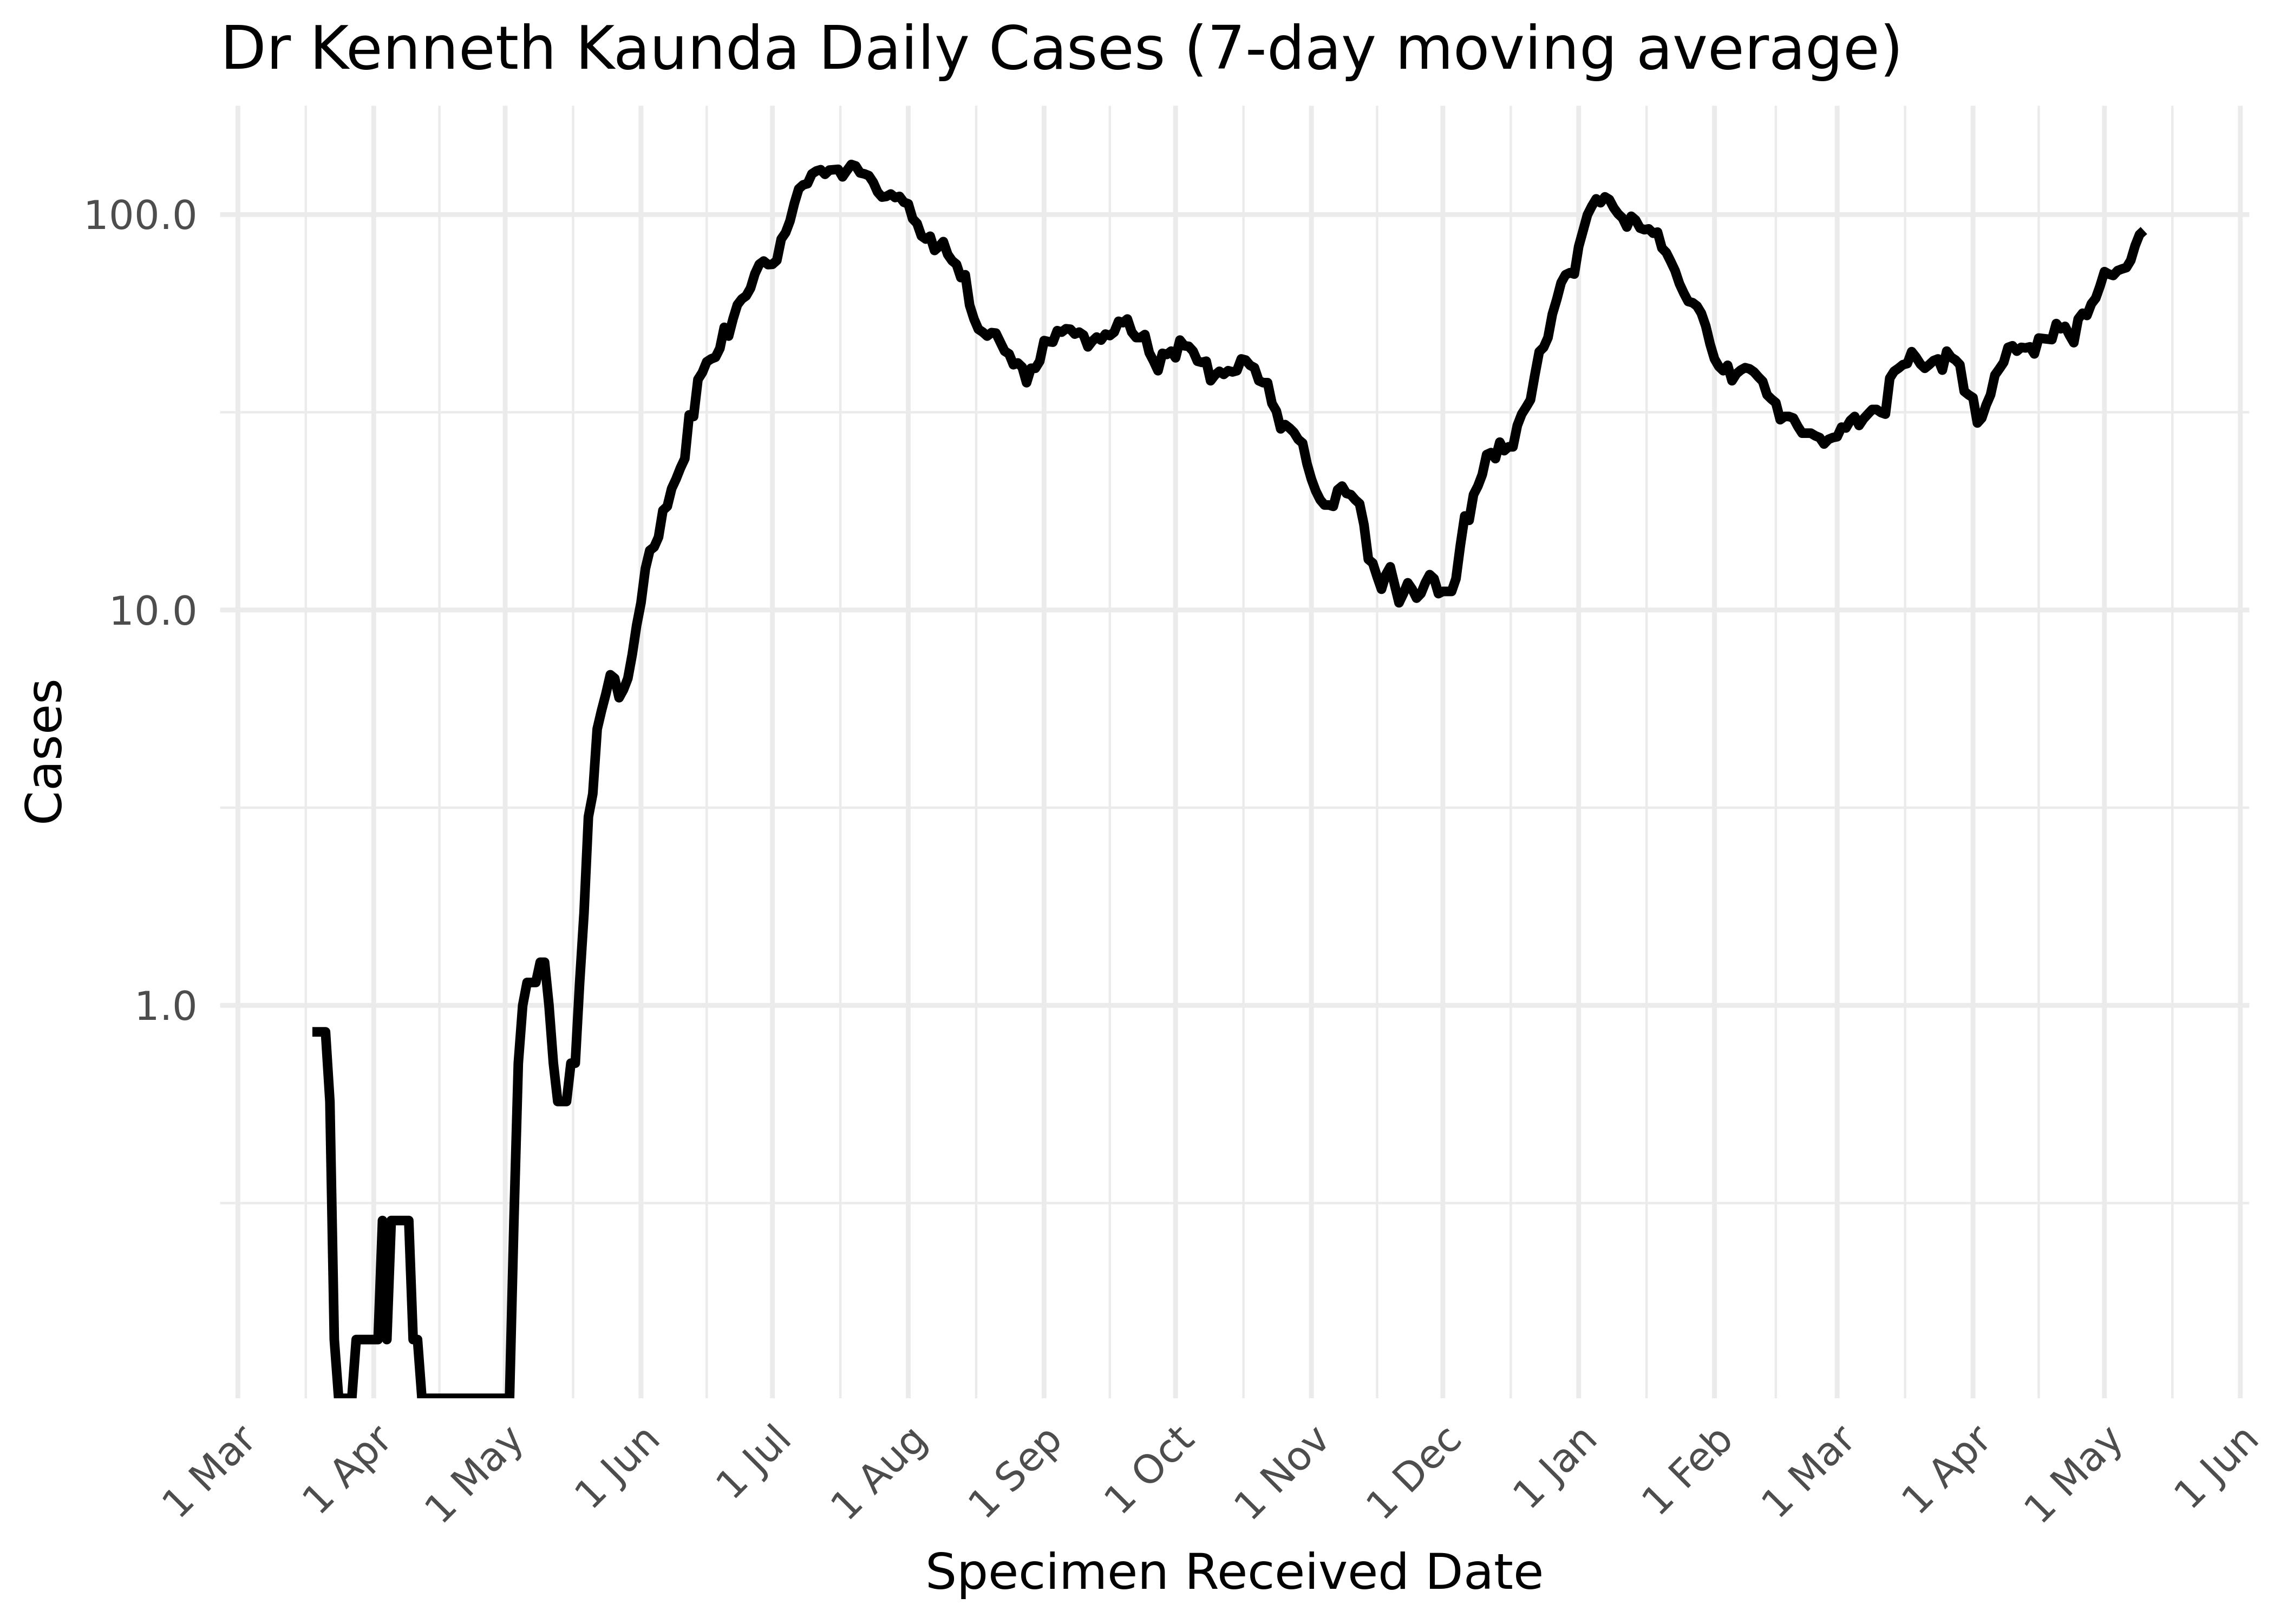 Dr Kenneth Kaunda Daily Cases (7-day moving average)
Cases
100.0
10.0
1.0
1 Mar
1 Apr
1 May
1 Jun
1 Jul
1 Aug
1 Sep
1 Oct
1 Nov
1 Dec
1 Jan
1 Feb
1 Mar
1 Apr
1 May
1 Jun
Specimen Received Date